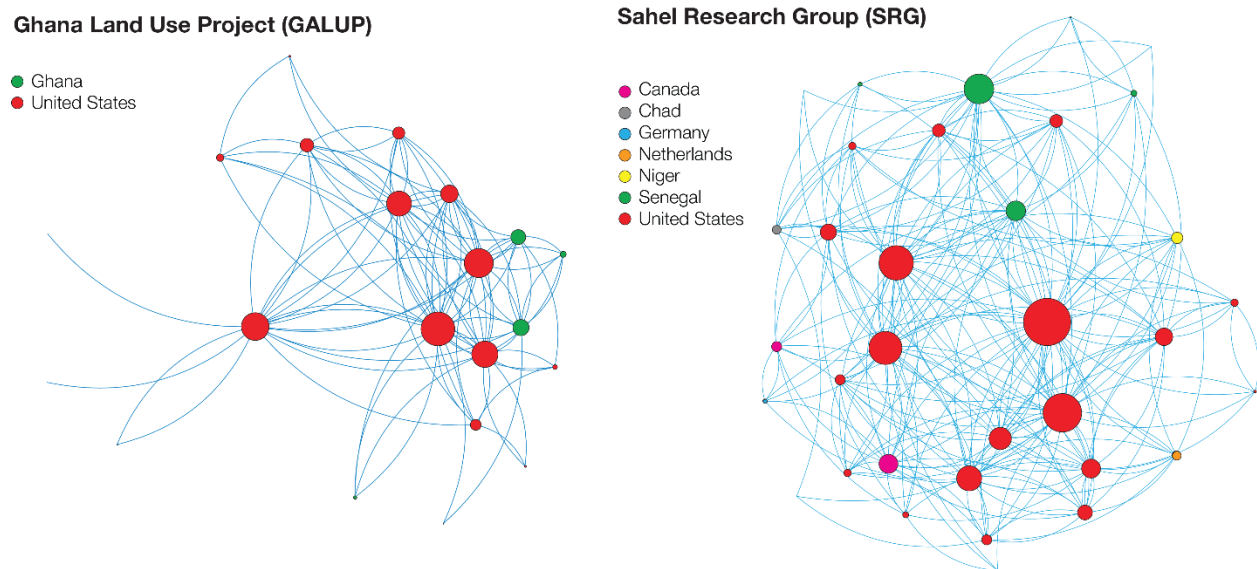 Ghana Land Use Project (GALUP)
Ghana
United States
Sahel Research Group (SRG)
Canada
Chad
Germany
Netherlands
Niger
Senegal
United States